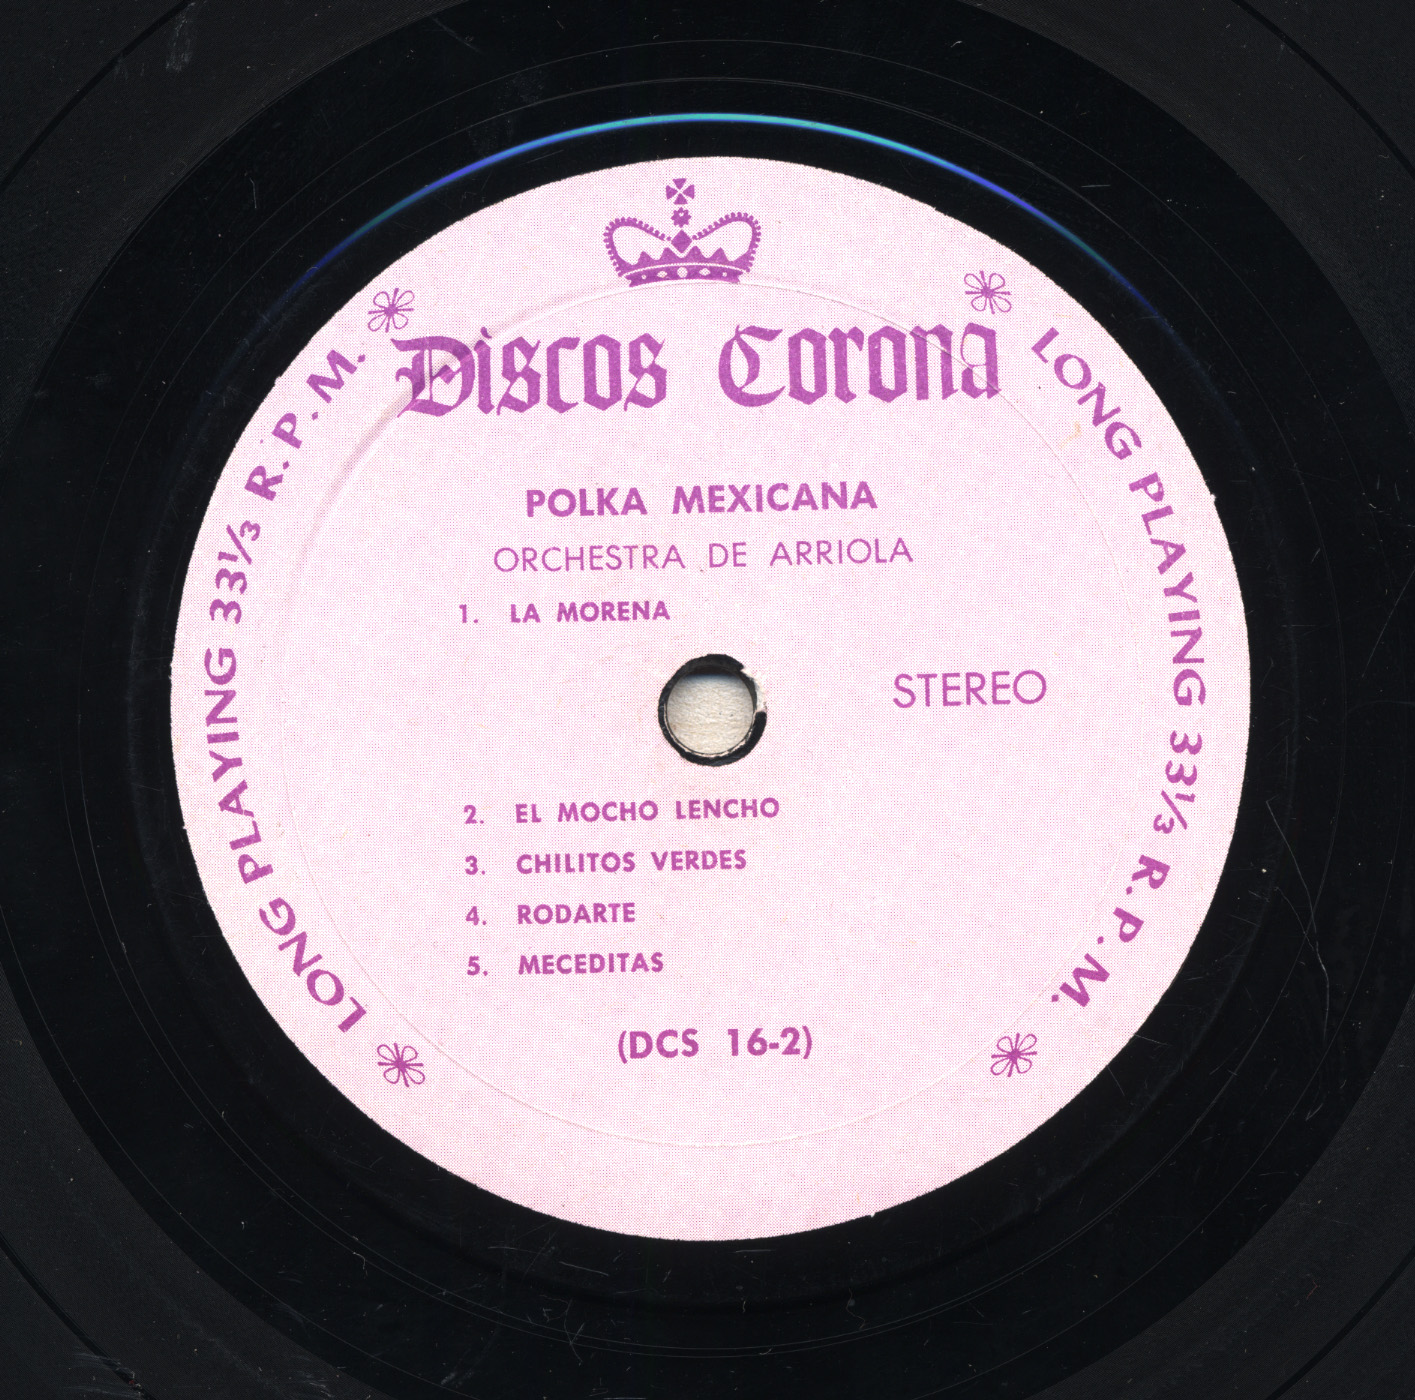 Discos Corona
POLKA MEXICANA
ORCHESTRA DE ARRIOLA
1. LA MORENA
STEREO
2. EL MOCHO LENCHO
3. CHILITOS VERDES
4. RODARTE
5. MECEDITAS
(DCS 16-2)
LONG PLAYING 33⅓ R.P.M.
LONG PLAYING 33⅓ R.P.M.